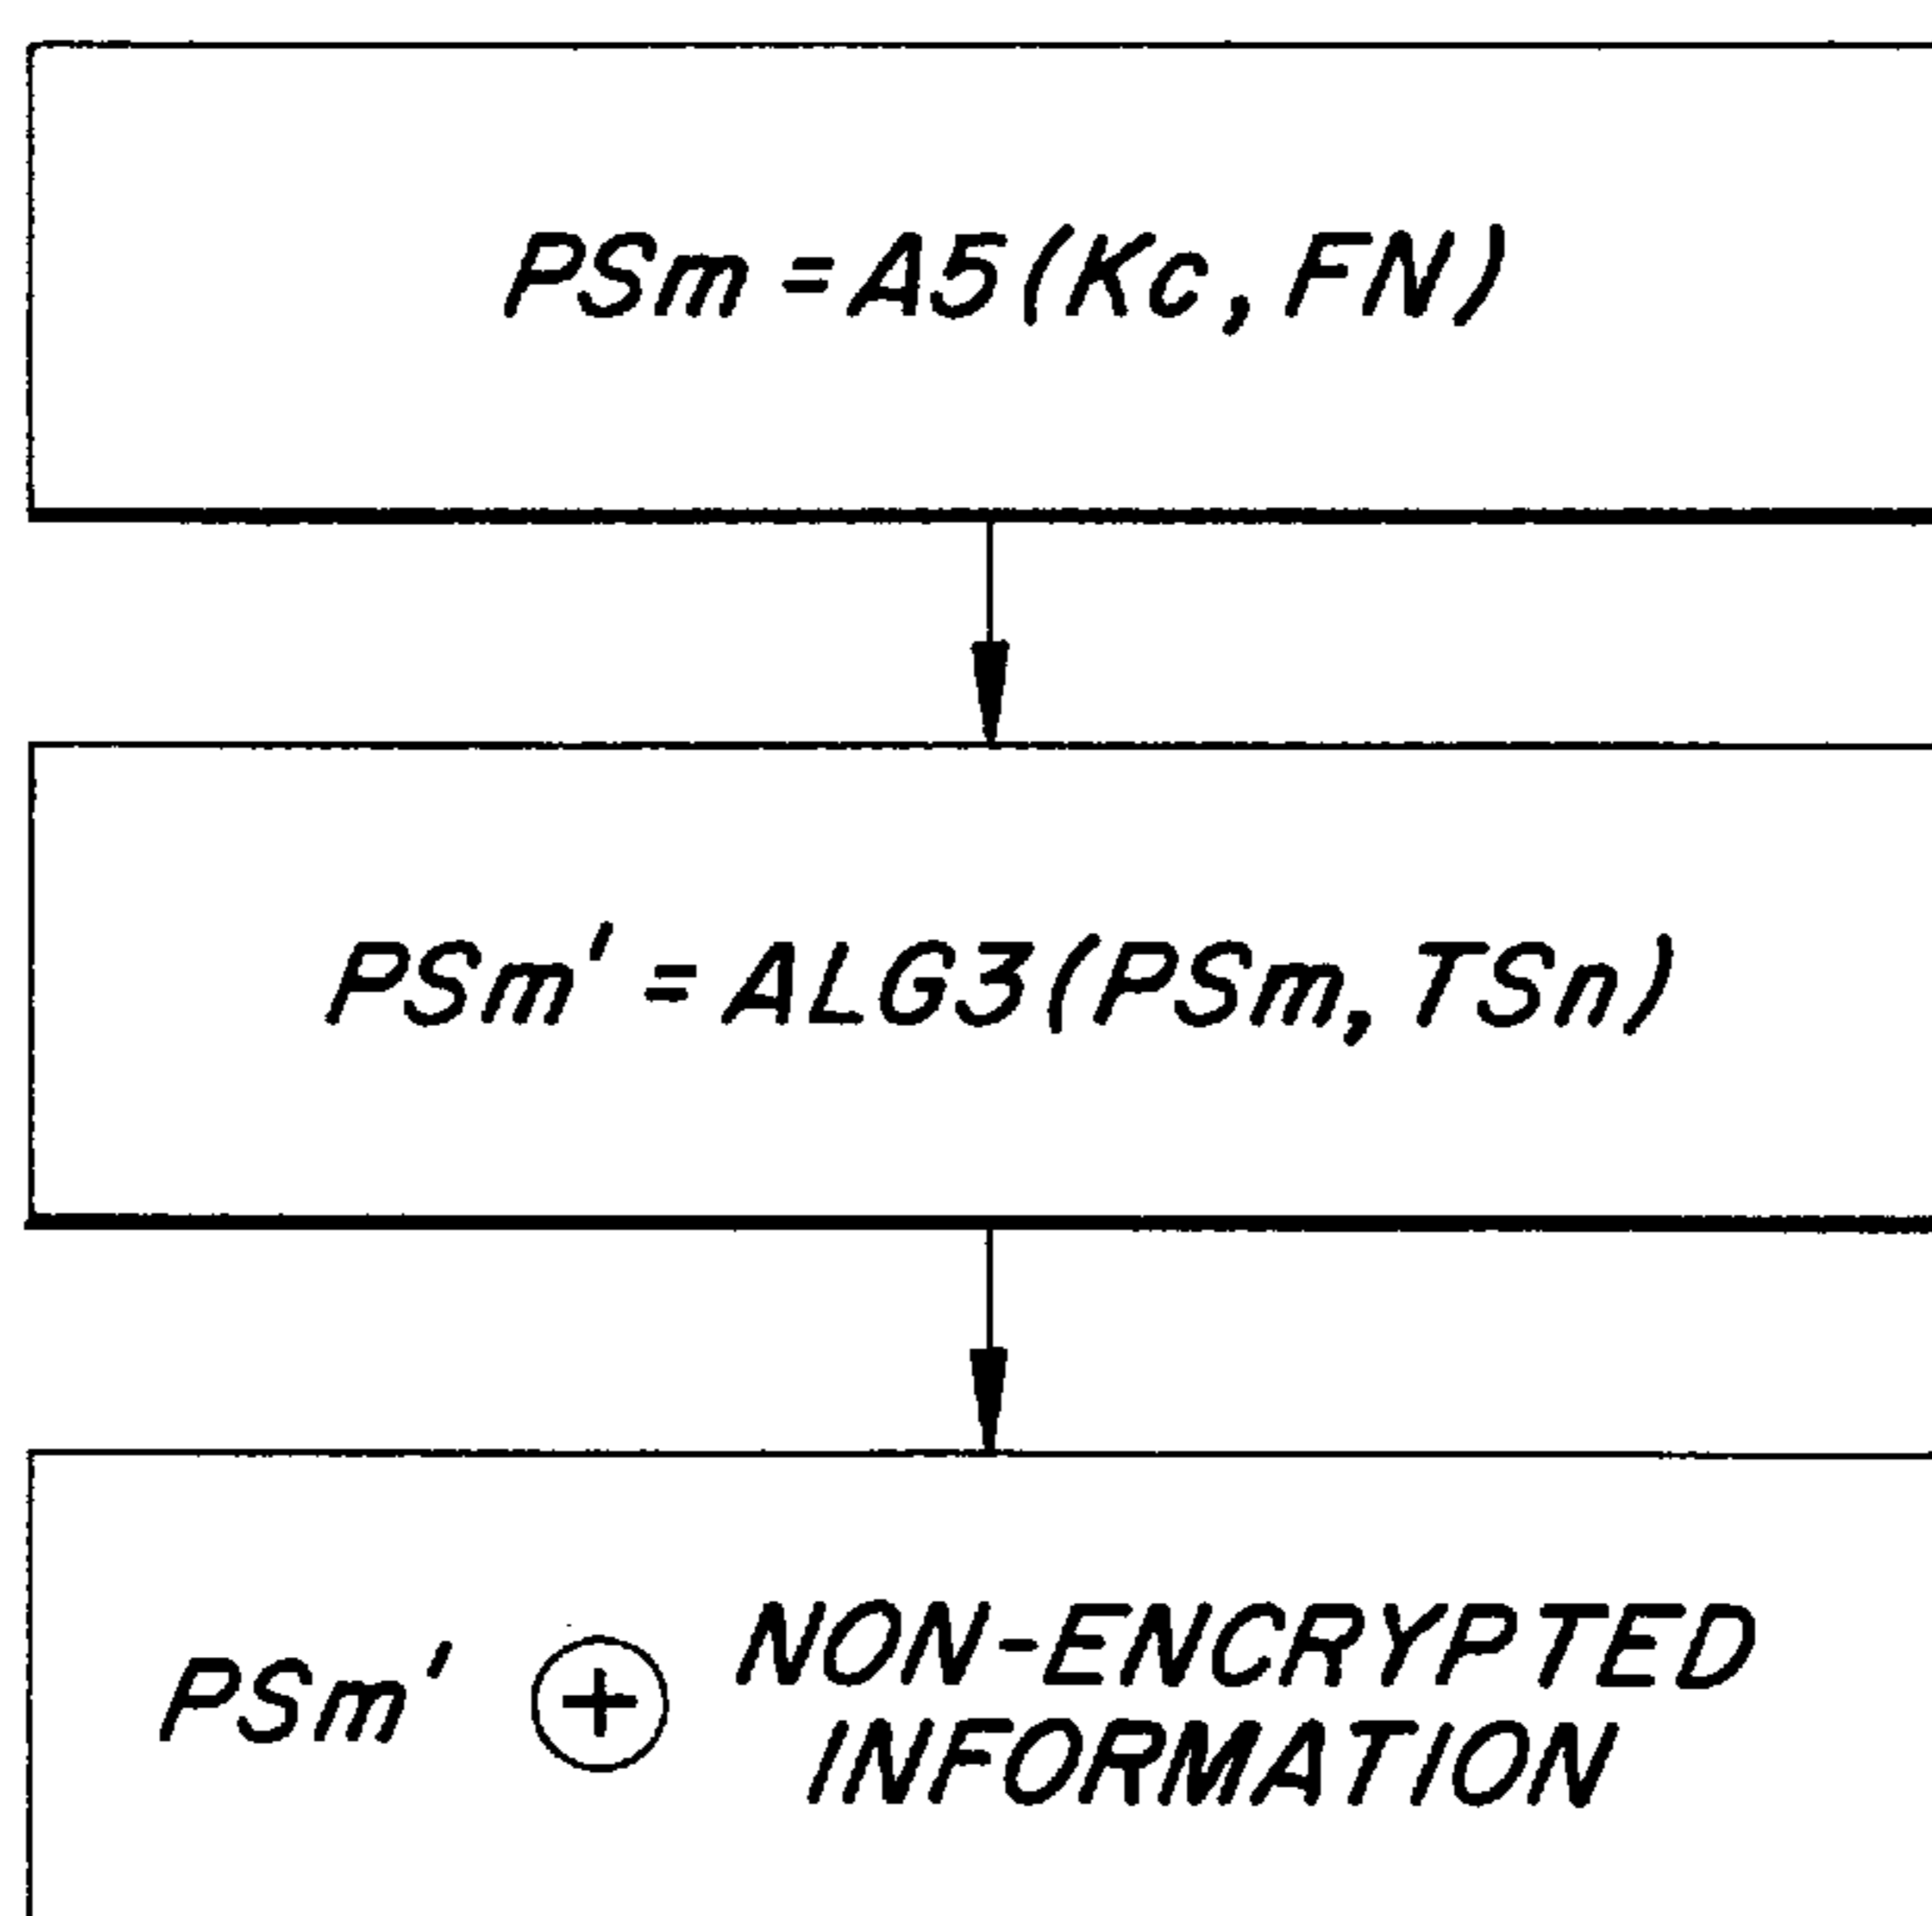 PSm = A5(Kc, FN)
PSm' = ALG3(PSm, TSn)
PSm' ⊕ NON-ENCRYPTED
INFORMATION